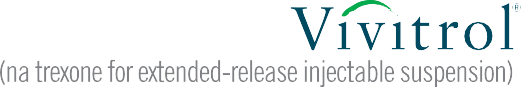 Vivitrol®
(na trexone for extended-release injectable suspension)